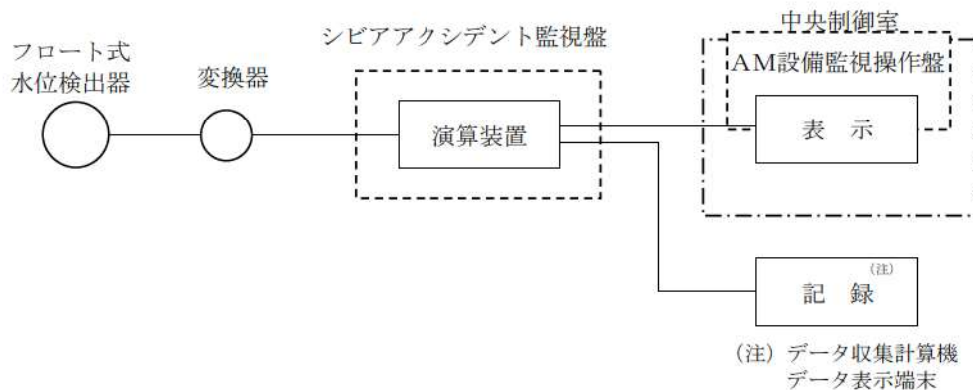 中央制御室
シビアアクシデント監視盤
フロート式
水位検出器
変換器
AM設備監視操作盤
演算装置
表 示
記 録(注)
(注) データ収集計算機
データ表示端末